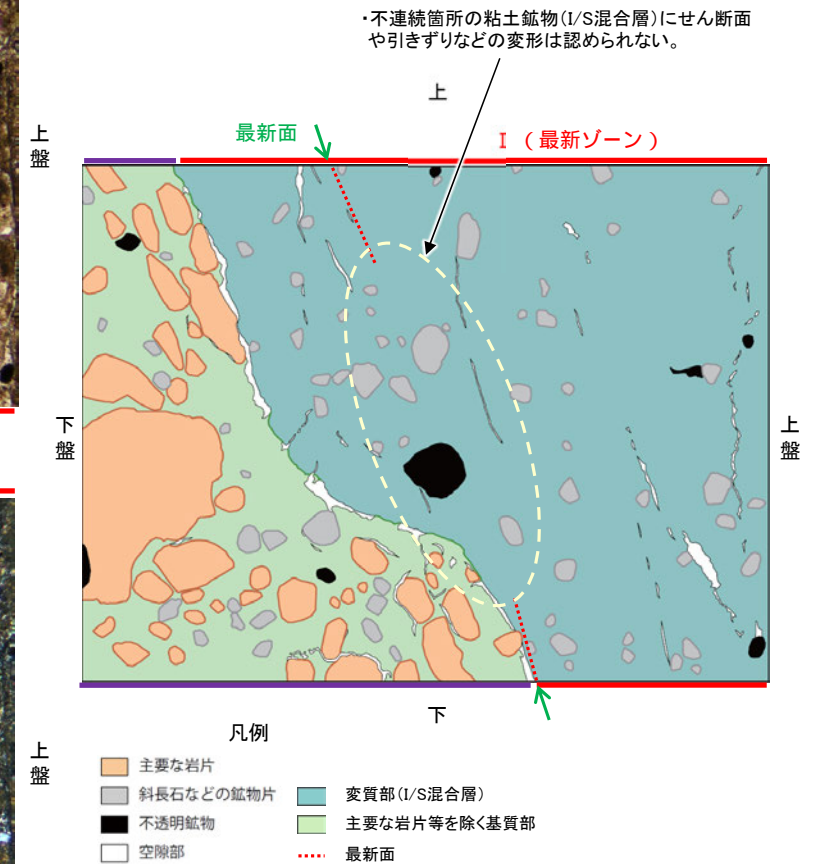 ・不連続箇所の粘土鉱物(I/S混合層)にせん断面
や引きずりなどの変形は認められない。
上
上盤
最新面
Ⅰ （最新ゾーン）
下盤
上盤
下
凡例
上盤
主要な岩片
斜長石などの鉱物片
変質部(I/S混合層)
不透明鉱物
主要な岩片等を除く基質部
空隙部
最新面